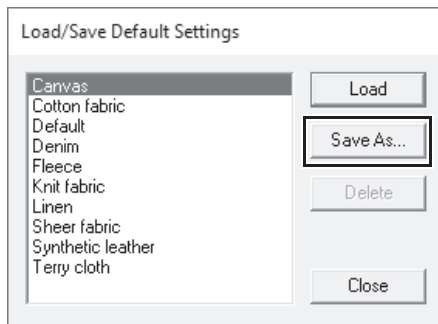 Load/Save Default Settings
Canvas
Cotton fabric
Default
Denim
Fleece
Knit fabric
Linen
Sheer fabric
Synthetic leather
Terry cloth
Load
Save As...
Delete
Close